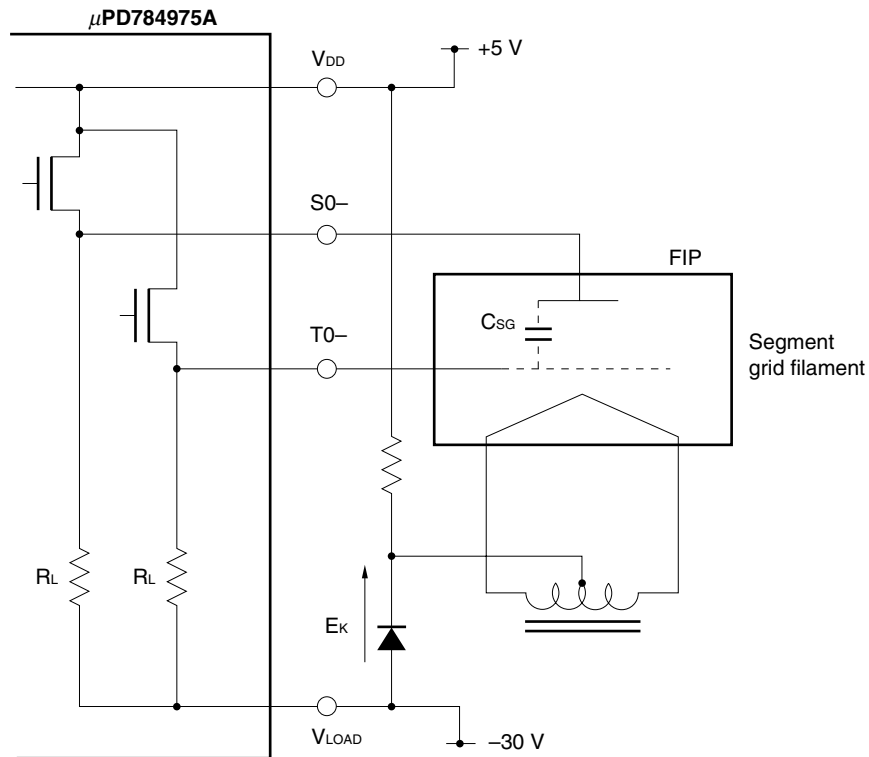 μPD784975A
VDD
+5 V
S0–
FIP
CSG
T0–
Segment
grid filament
RL
RL
EK
VLOAD
–30 V